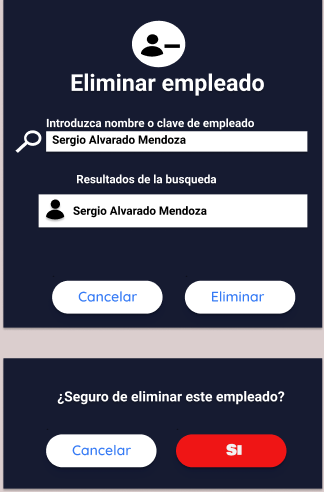 Eliminar empleado
Introduzca nombre o clave de empleado
Sergio Alvarado Mendoza
Resultados de la busqueda
Sergio Alvarado Mendoza
Cancelar
Eliminar
¿Seguro de eliminar este empleado?
Cancelar
SI